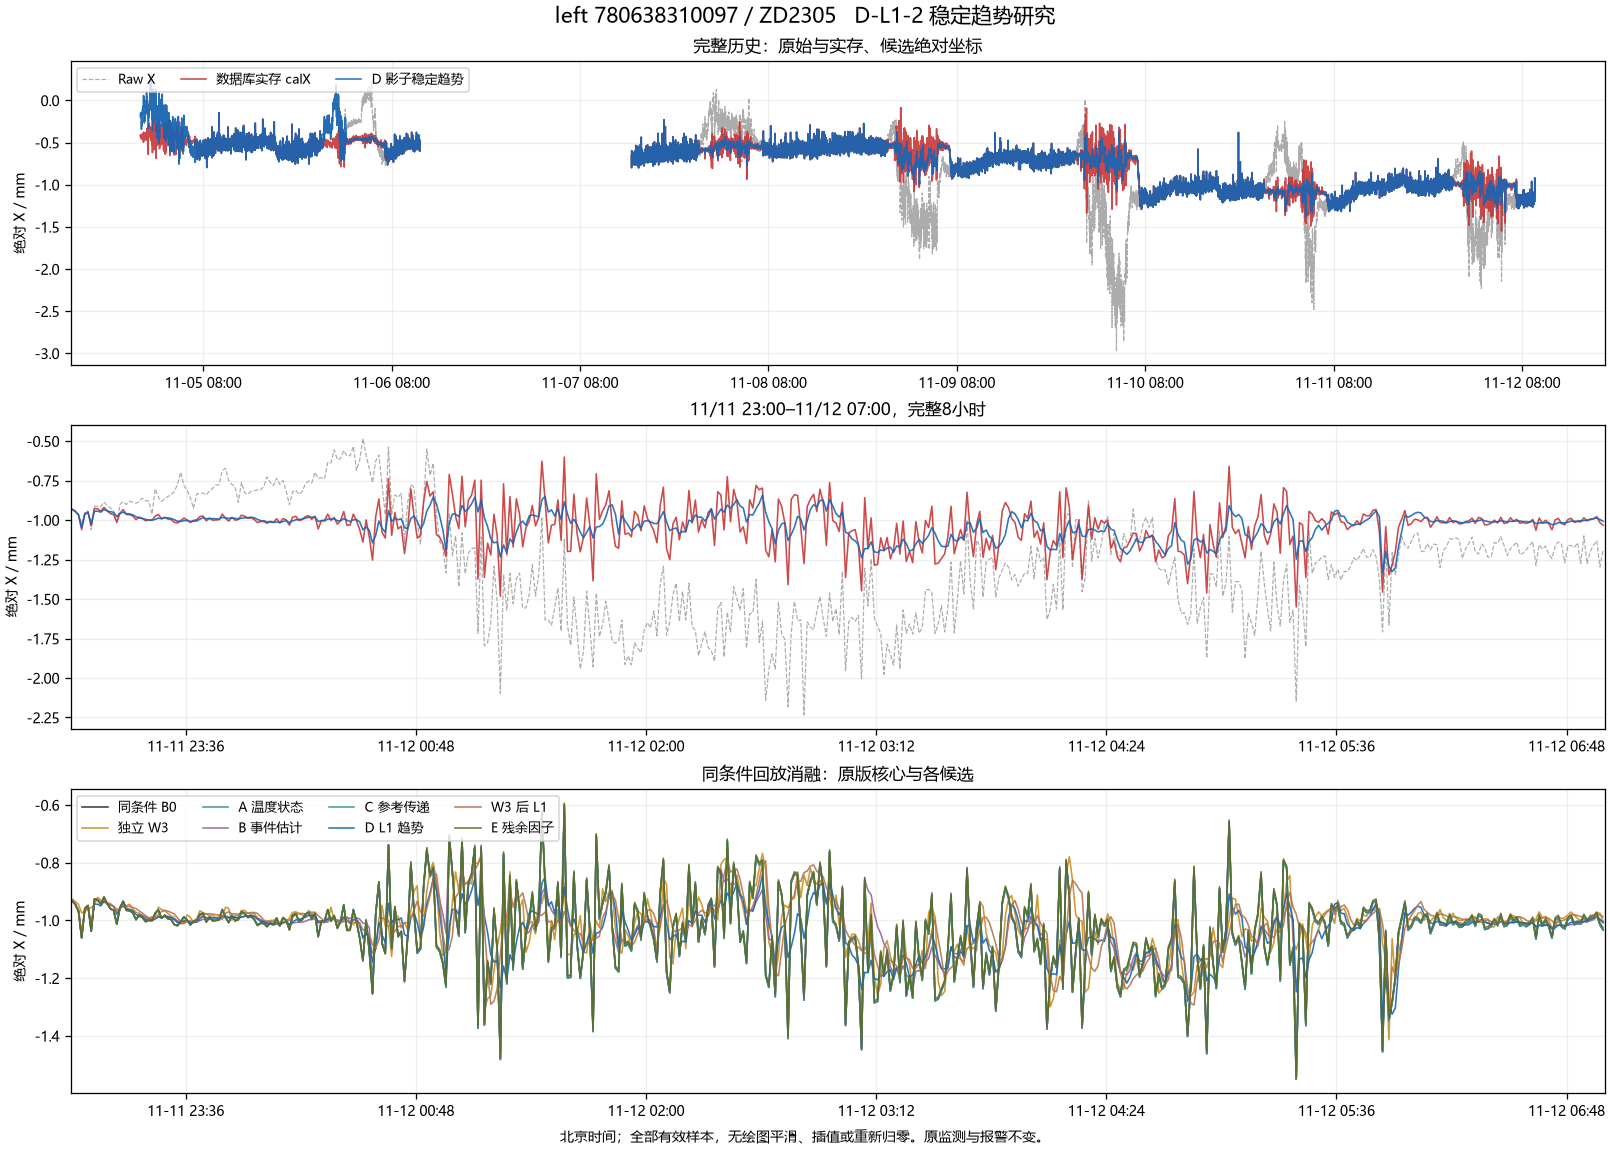 left 780638310097 / ZD2305   D-L1-2 稳定趋势研究
完整历史：原始与实存、候选绝对坐标
Raw X
数据库实存 calX
D 影子稳定趋势
绝对 X / mm
0.0
-0.5
-1.0
-1.5
-2.0
-2.5
-3.0
11-05 08:00
11-06 08:00
11-07 08:00
11-08 08:00
11-09 08:00
11-10 08:00
11-11 08:00
11-12 08:00
11/11 23:00–11/12 07:00，完整8小时
绝对 X / mm
-0.50
-0.75
-1.00
-1.25
-1.50
-1.75
-2.00
-2.25
11-11 23:36
11-12 00:48
11-12 02:00
11-12 03:12
11-12 04:24
11-12 05:36
11-12 06:48
同条件回放消融：原版核心与各候选
同条件 B0
A 温度状态
C 参考传递
W3 后 L1
独立 W3
B 事件估计
D L1 趋势
E 残余因子
绝对 X / mm
-0.6
-0.8
-1.0
-1.2
-1.4
11-11 23:36
11-12 00:48
11-12 02:00
11-12 03:12
11-12 04:24
11-12 05:36
11-12 06:48
北京时间；全部有效样本，无绘图平滑、插值或重新归零。原监测与报警不变。